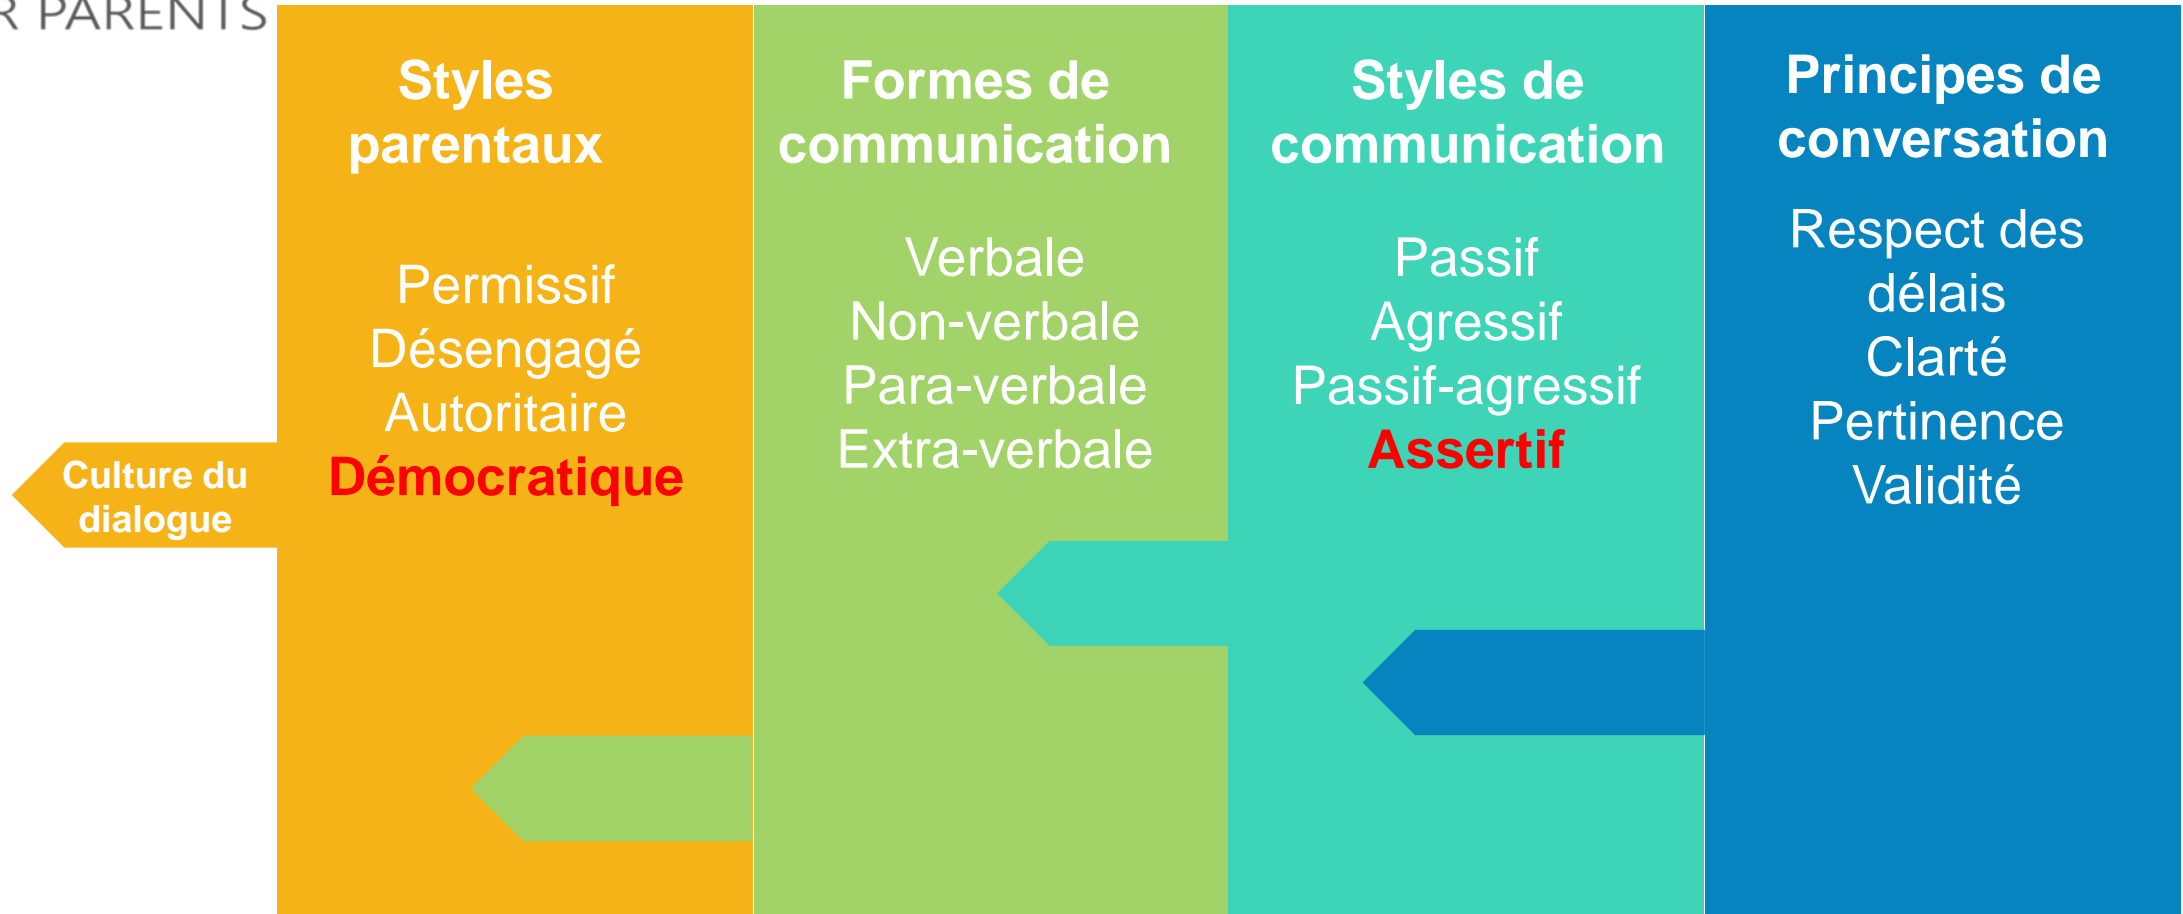 R PARENTS
Styles
parentaux
Permissif
Désengagé
Autoritaire
Démocratique
Culture du
dialogue
Formes de
communication
Verbale
Non-verbale
Para-verbale
Extra-verbale
Styles de
communication
Passif
Agressif
Passif-agressif
Assertif
Principes de
conversation
Respect des
délais
Clarté
Pertinence
Validité